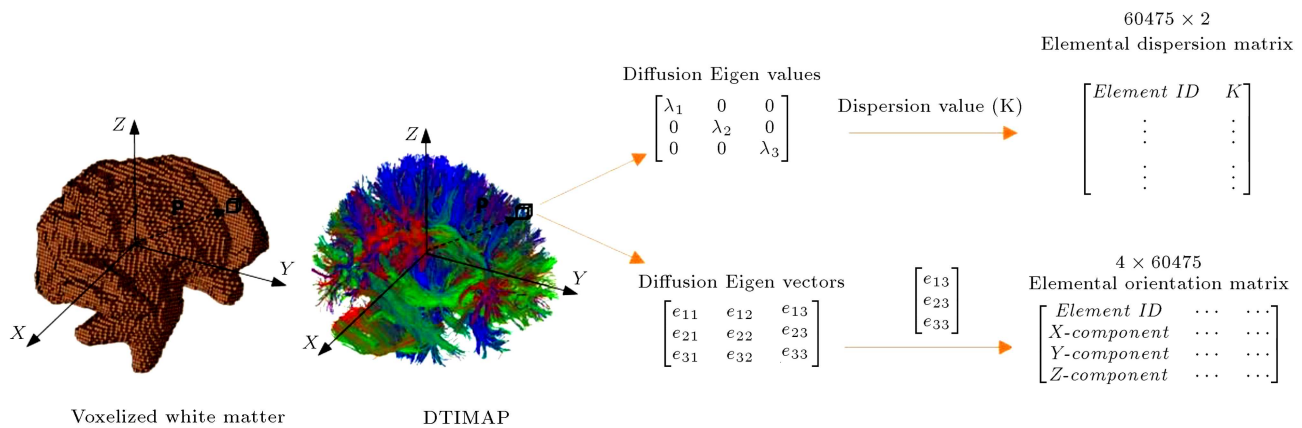 60475 × 2
Elemental dispersion matrix
Diffusion Eigen values
λ1 0 0
0 λ2 0
0 0 λ3
Dispersion value (K)
Element ID K
. .
. .
. .
. .
. .
. .
Z
P
Y
X
Z
P
Y
X
Diffusion Eigen vectors
e11 e12 e13
e21 e22 e23
e31 e32 e33
e13
e23
e33
4 × 60475
Elemental orientation matrix
Element ID ... ...
X-component ... ...
Y-component ... ...
Z-component ... ...
Voxelized white matter
DTIMAP